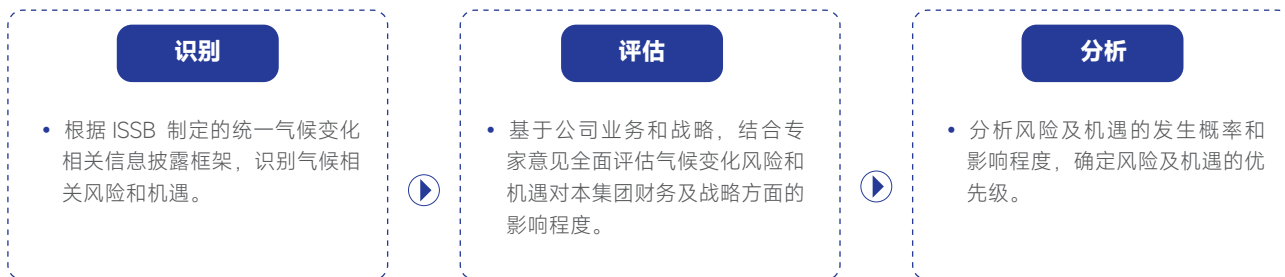 识别
• 根据 ISSB 制定的统一气候变化
相关信息披露框架，识别气候相
关风险和机遇。
评估
• 基于公司业务和战略，结合专
家意见全面评估气候变化风险和
机遇对本集团财务及战略方面的
影响程度。
分析
• 分析风险及机遇的发生概率和
影响程度，确定风险及机遇的优
先级。